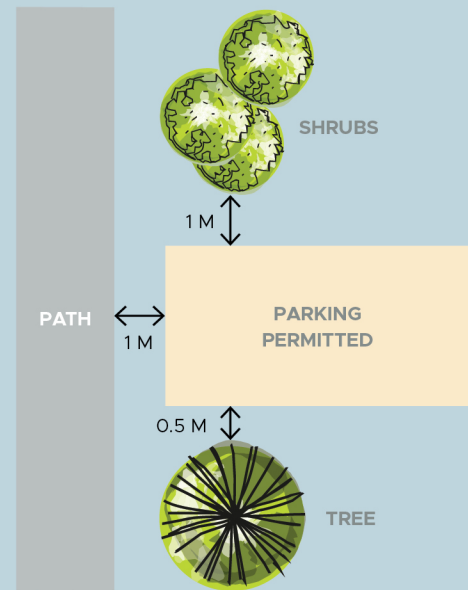 SHRUBS
1 M
PATH
1 M
PARKING
PERMITTED
0.5 M
TREE